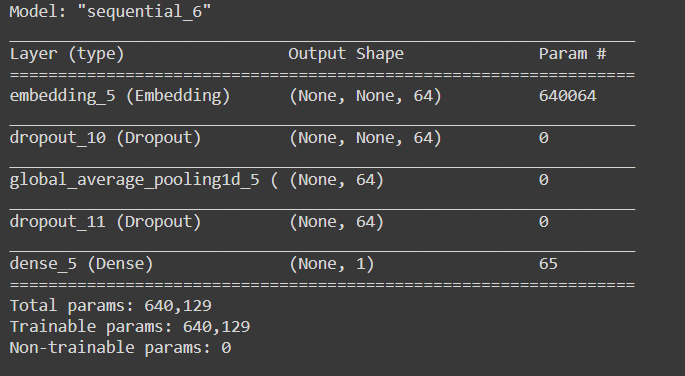 Model: "sequential_6"
Layer (type) Output Shape Param #
embedding_5 (Embedding) (None, None, 64) 640064
dropout_10 (Dropout) (None, None, 64) 0
global_average_pooling1d_5 ( (None, 64) 0
dropout_11 (Dropout) (None, 64) 0
dense_5 (Dense) (None, 1) 65
Total params: 640,129
Trainable params: 640,129
Non-trainable params: 0